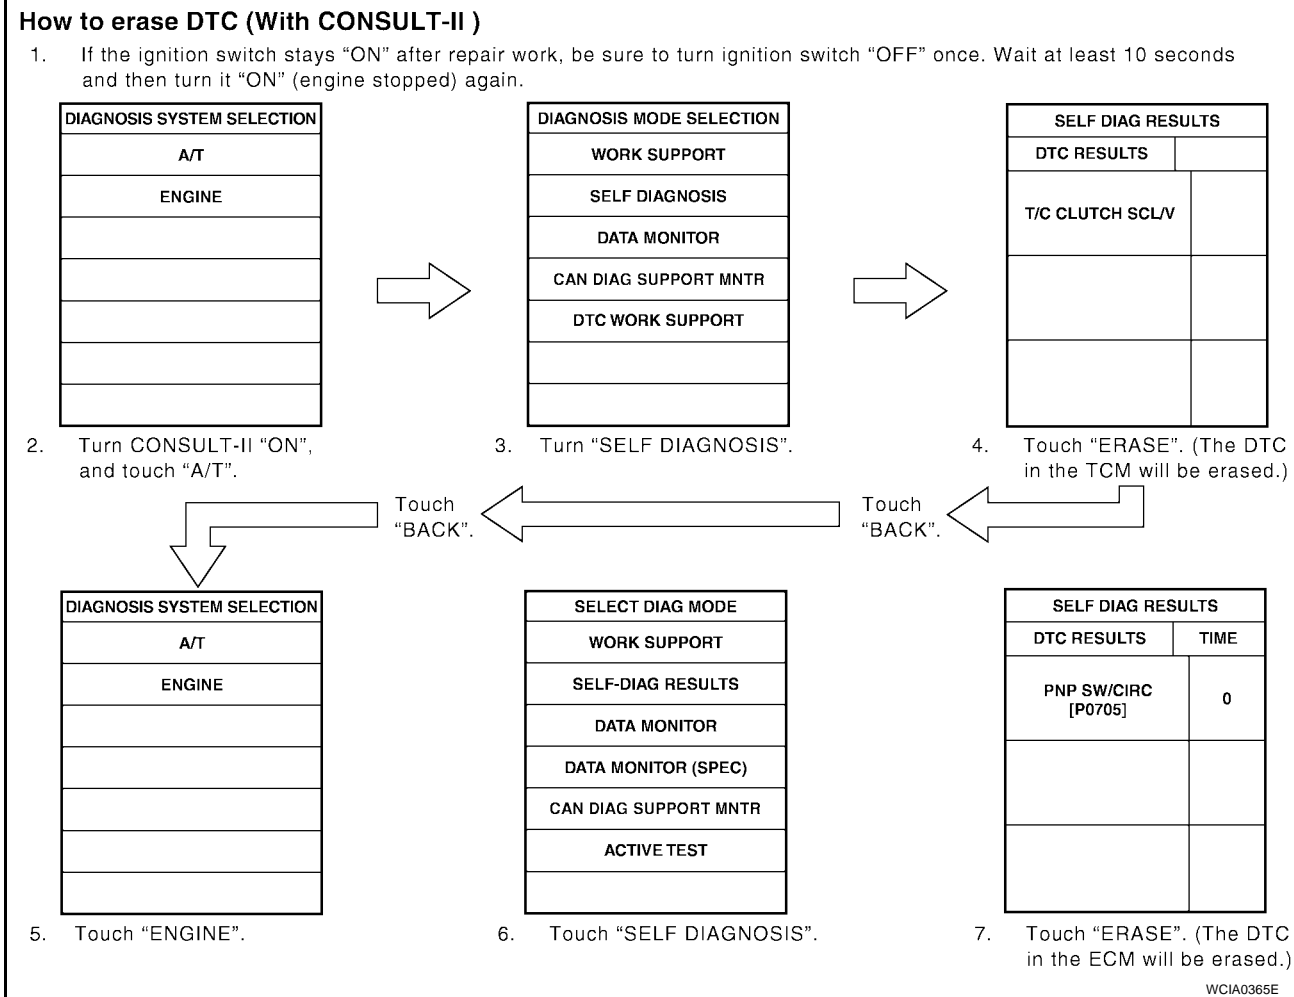 How to erase DTC (With CONSULT-II )
1. If the ignition switch stays “ON” after repair work, be sure to turn ignition switch “OFF” once. Wait at least 10 seconds
and then turn it “ON” (engine stopped) again.
DIAGNOSIS SYSTEM SELECTION
A/T
ENGINE
DIAGNOSIS MODE SELECTION
WORK SUPPORT
SELF DIAGNOSIS
DATA MONITOR
CAN DIAG SUPPORT MNTR
DTC WORK SUPPORT
SELF DIAG RESULTS
DTC RESULTS
T/C CLUTCH SCL/V
2. Turn CONSULT-II “ON”,
and touch “A/T”.
3. Turn “SELF DIAGNOSIS”.
4. Touch “ERASE”. (The DTC
in the TCM will be erased.)
Touch
“BACK”.
Touch
“BACK”.
DIAGNOSIS SYSTEM SELECTION
A/T
ENGINE
SELECT DIAG MODE
WORK SUPPORT
SELF-DIAG RESULTS
DATA MONITOR
DATA MONITOR (SPEC)
CAN DIAG SUPPORT MNTR
ACTIVE TEST
SELF DIAG RESULTS
DTC RESULTS TIME
PNP SW/CIRC
[P0705]
0
5. Touch “ENGINE”.
6. Touch “SELF DIAGNOSIS”.
7. Touch “ERASE”. (The DTC
in the ECM will be erased.)
WCIA0365E